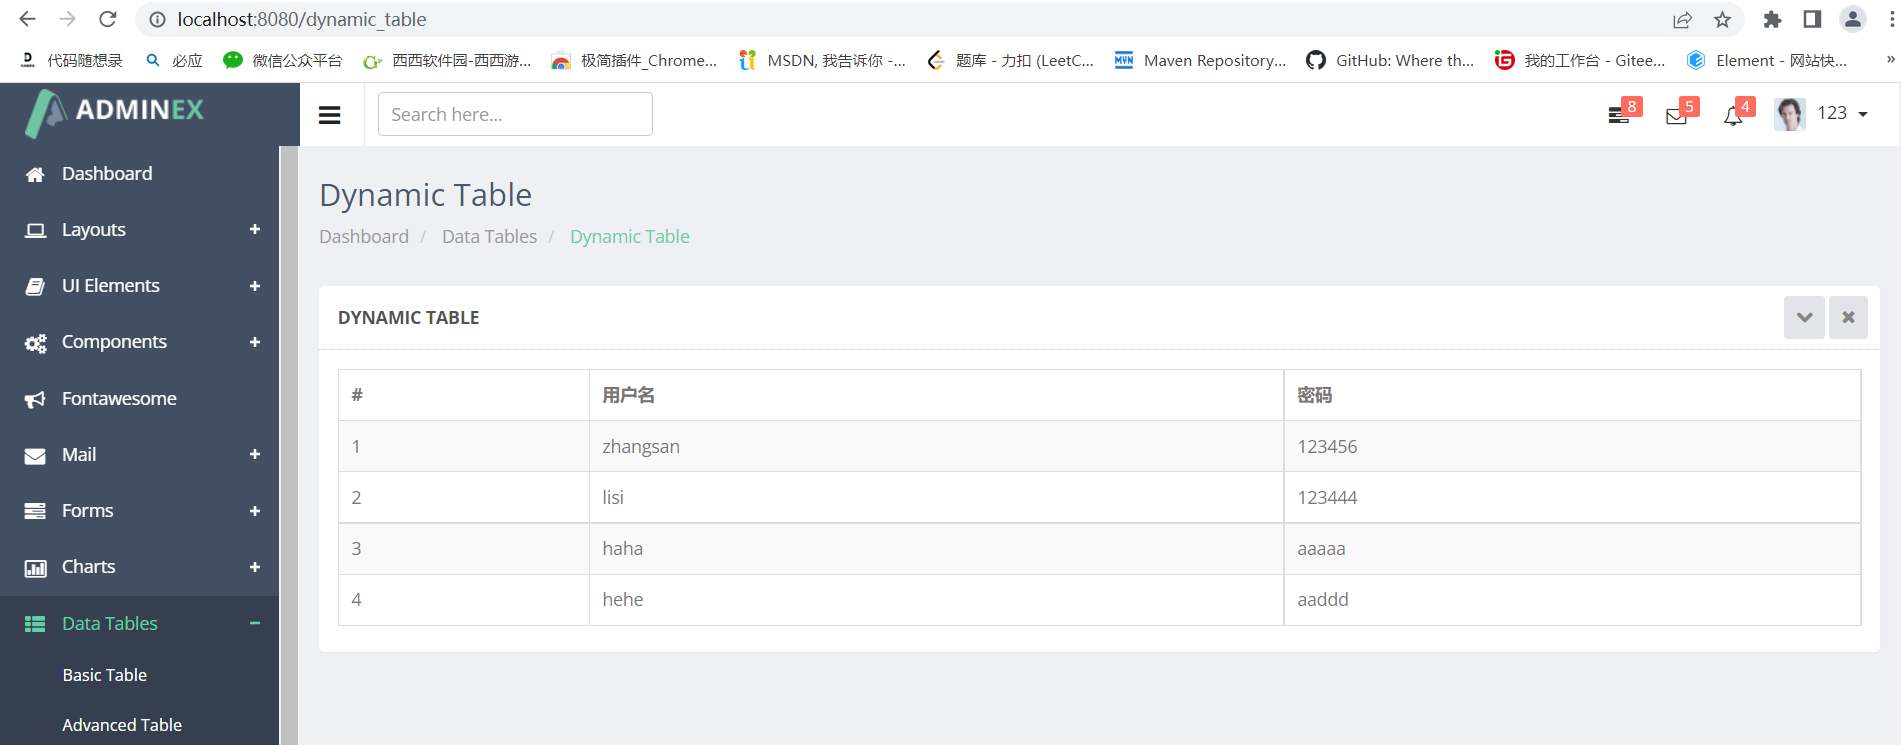 localhost:8080/dynamic_table
代码随想录 必应 微信公众平台 西西软件园-西西游... 极简插件_Chrome... MSDN, 我告诉你 -... 题库 - 力扣 (LeetC... Maven Repository,... GitHub: Where th... 我的工作台 - Gitee... Element - 网站快... »
ADMINEX
Search here...
8 5 4 123
Dashboard
Layouts
UI Elements
Components
Fontawesome
Mail
Forms
Charts
Data Tables
Basic Table
Advanced Table
Dynamic Table
Dashboard / Data Tables / Dynamic Table
DYNAMIC TABLE
# 用户名 密码
1 zhangsan 123456
2 lisi 123444
3 haha aaaaa
4 hehe aaddd